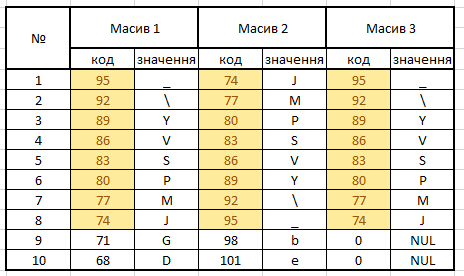 № Масив 1 Масив 2 Масив 3
код значення код значення код значення
1 95 _ 74 J 95 _
2 92 \ 77 M 92 \
3 89 Y 80 P 89 Y
4 86 V 83 S 86 V
5 83 S 86 V 83 S
6 80 P 89 Y 80 P
7 77 M 92 \ 77 M
8 74 J 95 _ 74 J
9 71 G 98 b 0 NUL
10 68 D 101 e 0 NUL